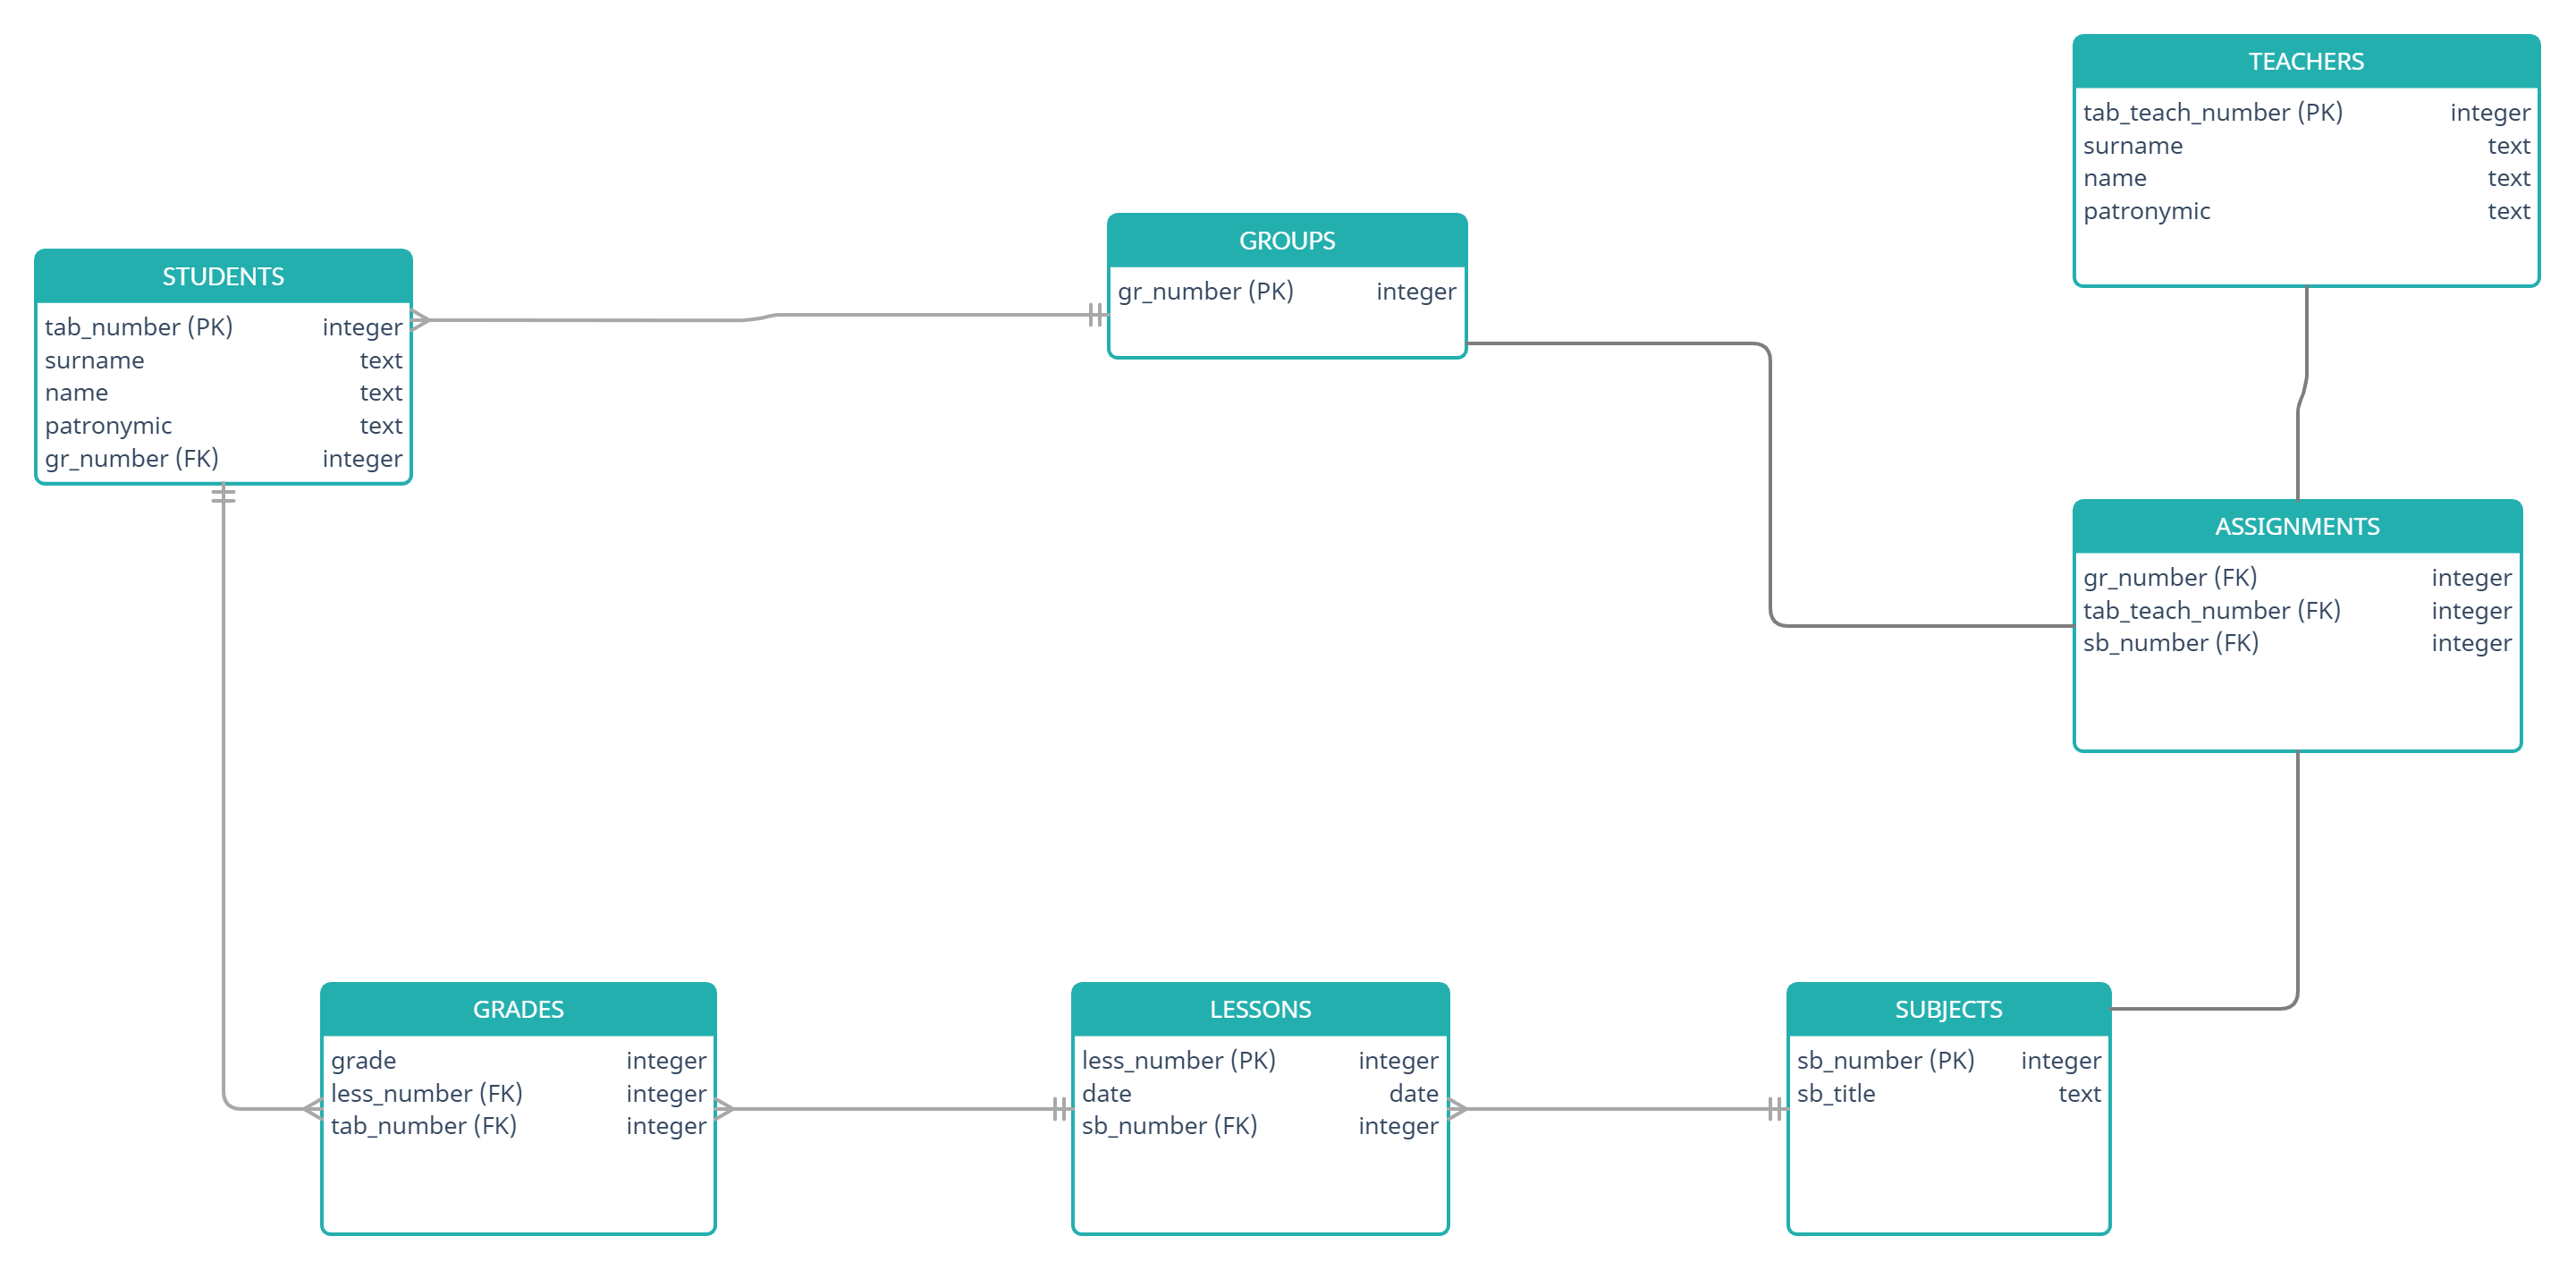 TEACHERS
tab_teach_number (PK) integer
surname text
name text
patronymic text
GROUPS
gr_number (PK) integer
STUDENTS
tab_number (PK) integer
surname text
name text
patronymic text
gr_number (FK) integer
ASSIGNMENTS
gr_number (FK) integer
tab_teach_number (FK) integer
sb_number (FK) integer
GRADES
grade integer
less_number (FK) integer
tab_number (FK) integer
LESSONS
less_number (PK) integer
date date
sb_number (FK) integer
SUBJECTS
sb_number (PK) integer
sb_title text